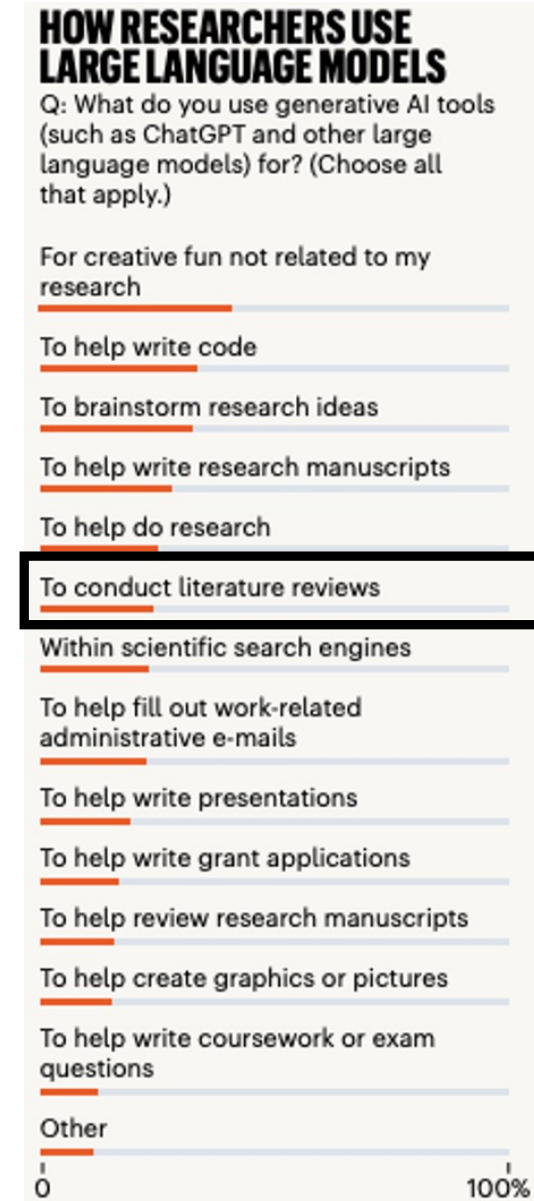 HOW RESEARCHERS USE
LARGE LANGUAGE MODELS
Q: What do you use generative AI tools
(such as ChatGPT and other large
language models) for? (Choose all
that apply.)
For creative fun not related to my
research
To help write code
To brainstorm research ideas
To help write research manuscripts
To help do research
To conduct literature reviews
Within scientific search engines
To help fill out work-related
administrative e-mails
To help write presentations
To help write grant applications
To help review research manuscripts
To help create graphics or pictures
To help write coursework or exam
questions
Other
0 100%